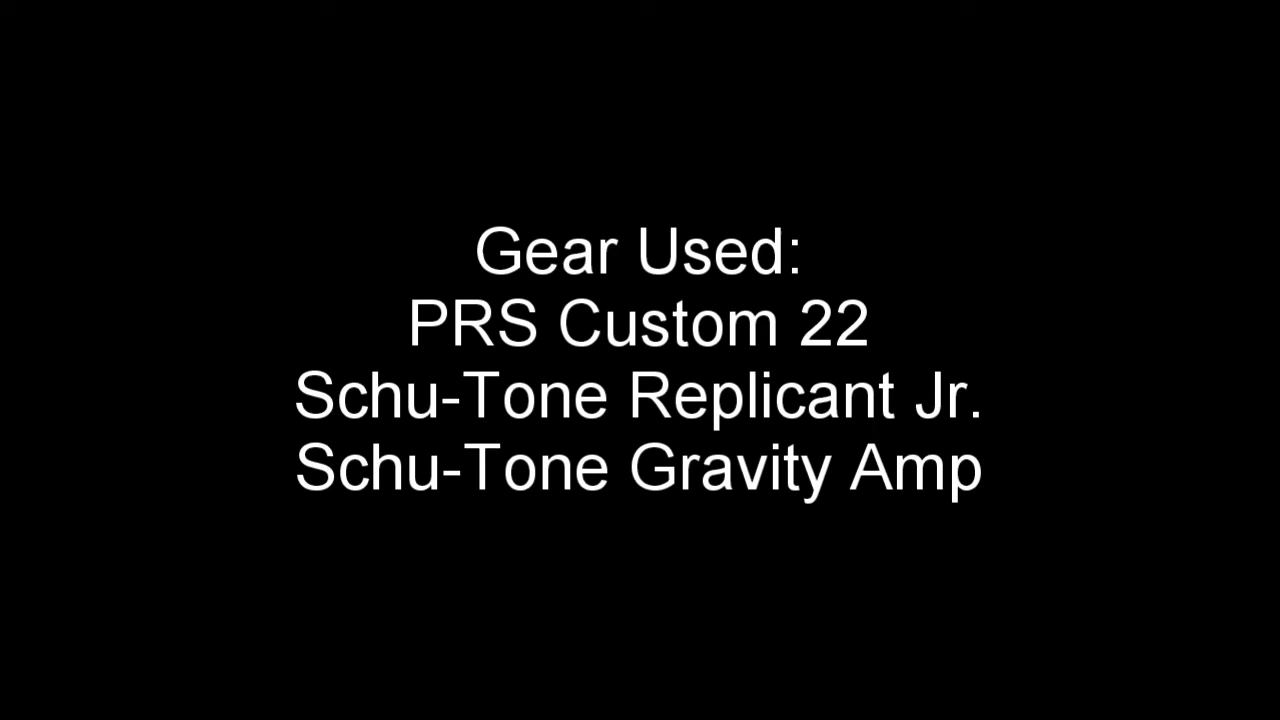 Gear Used:
PRS Custom 22
Schu-Tone Replicant Jr.
Schu-Tone Gravity Amp